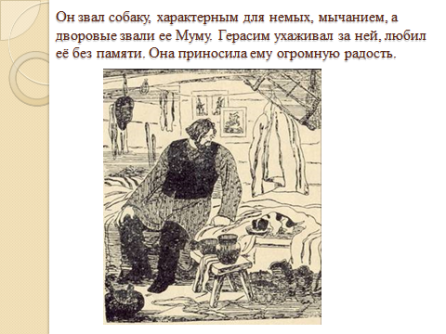 Он звал собаку, характерным для немых, мычанием, а
дворовые звали ее Муму. Герасим ухаживал за ней, любил
её без памяти. Она приносила ему огромную радость.